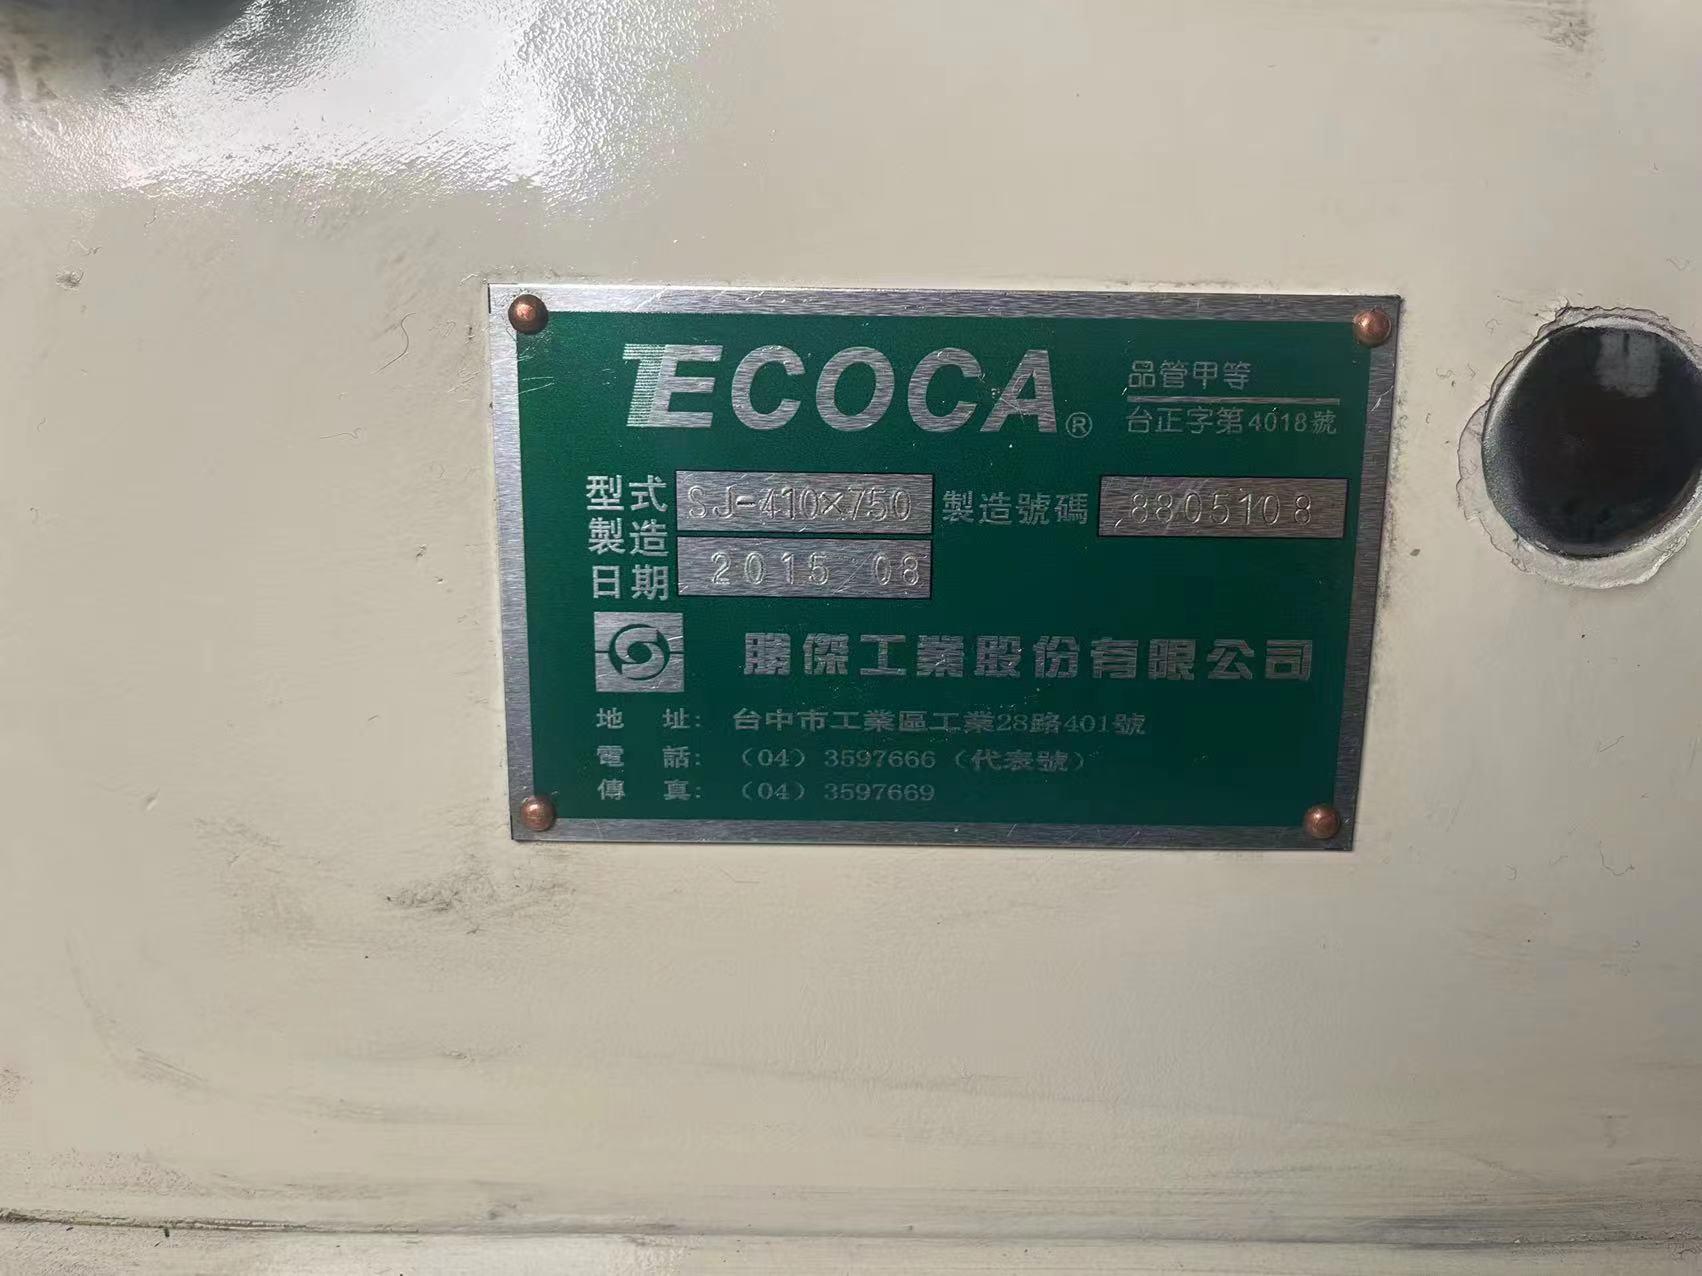 ECOCA®
品管甲等
台正字第4018號
型式 SJ-410×750 製造號碼 8805108
製造日期 2015 08
勝傑工業股份有限公司
地 址: 台中市工業區工業28路401號
電 話: (04) 3597666 (代表號)
傳 真: (04) 3597669